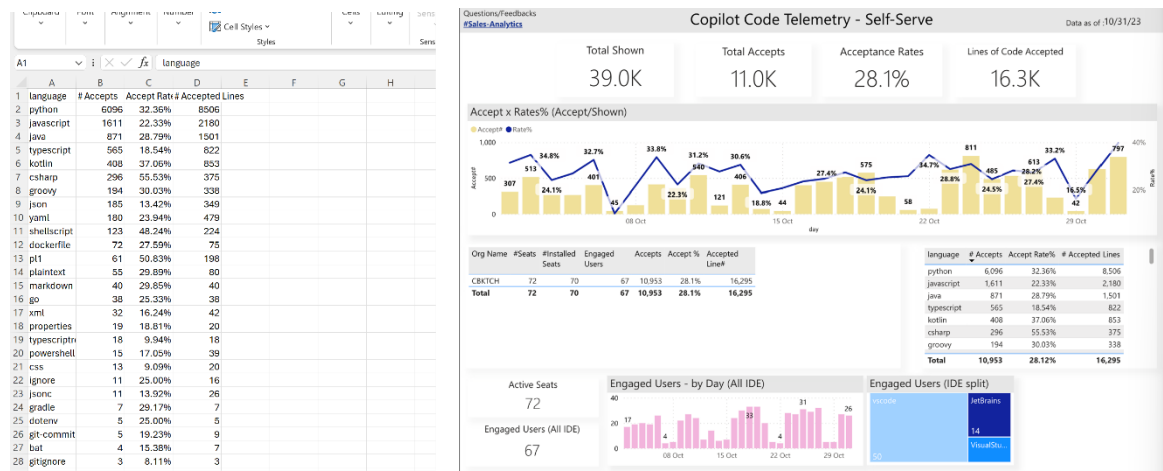 Clipboard Font Alignment Number Cells Editing Sens
Cell Styles
Styles
Sens
A1 fx language
A B C D E F G H
1 language # Accepts Accept Rate # Accepted Lines
2 python 6096 32.36% 8506
3 javascript 1611 22.33% 2180
4 java 871 28.79% 1501
5 typescript 565 18.54% 822
6 kotlin 408 37.06% 853
7 csharp 296 55.53% 375
8 groovy 194 30.03% 338
9 json 185 13.42% 349
10 yaml 180 23.94% 479
11 shellscript 123 48.24% 224
12 dockerfile 72 27.59% 75
13 pl1 61 50.83% 198
14 plaintext 55 29.89% 80
15 markdown 40 29.85% 40
16 go 38 25.33% 38
17 xml 32 16.24% 42
18 properties 19 18.81% 20
19 typescriptre 18 9.94% 18
20 powershell 15 17.05% 39
21 css 13 9.09% 20
22 ignore 11 25.00% 16
23 jsonc 11 13.92% 26
24 gradle 7 29.17% 7
25 dotenv 5 25.00% 5
26 git-commit 5 19.23% 9
27 bat 4 15.38% 7
28 gitignore 3 8.11% 3
Questions/Feedbacks
#Sales-Analytics
Copilot Code Telemetry - Self-Serve
Data as of :10/31/23
Total Shown
39.0K
Total Accepts
11.0K
Acceptance Rates
28.1%
Lines of Code Accepted
16.3K
Accept x Rates% (Accept/Shown)
Accept# Rate%
1,000
500
0
Accept#
40%
20%
Rate%
34.8% 32.7% 33.8% 31.2% 30.6% 27.4% 575 34.7% 811 485 613 33.2% 797
307 513 24.1% 401 45 22.3% 540 121 406 18.8% 44 24.1% 58 28.8% 24.5% 28.2% 27.4% 16.5% 42
08 Oct 15 Oct 22 Oct 29 Oct
day
Org Name #Seats #Installed Seats Engaged Users Accepts Accept % Accepted Line#
CBKTCH 72 70 67 10,953 28.1% 16,295
Total 72 70 67 10,953 28.1% 16,295
language # Accepts Accept Rate% # Accepted Lines
python 6,096 32.36% 8,506
javascript 1,611 22.33% 2,180
java 871 28.79% 1,501
typescript 565 18.54% 822
kotlin 408 37.06% 853
csharp 296 55.53% 375
groovy 194 30.03% 338
Total 10,953 28.12% 16,295
Active Seats
72
Engaged Users (All IDE)
67
Engaged Users - by Day (All IDE)
40
20
0
17 4 33 4 31 26
08 Oct 15 Oct 22 Oct 29 Oct
Engaged Users (IDE split)
vscode
50
JetBrains
14
VisualStu...